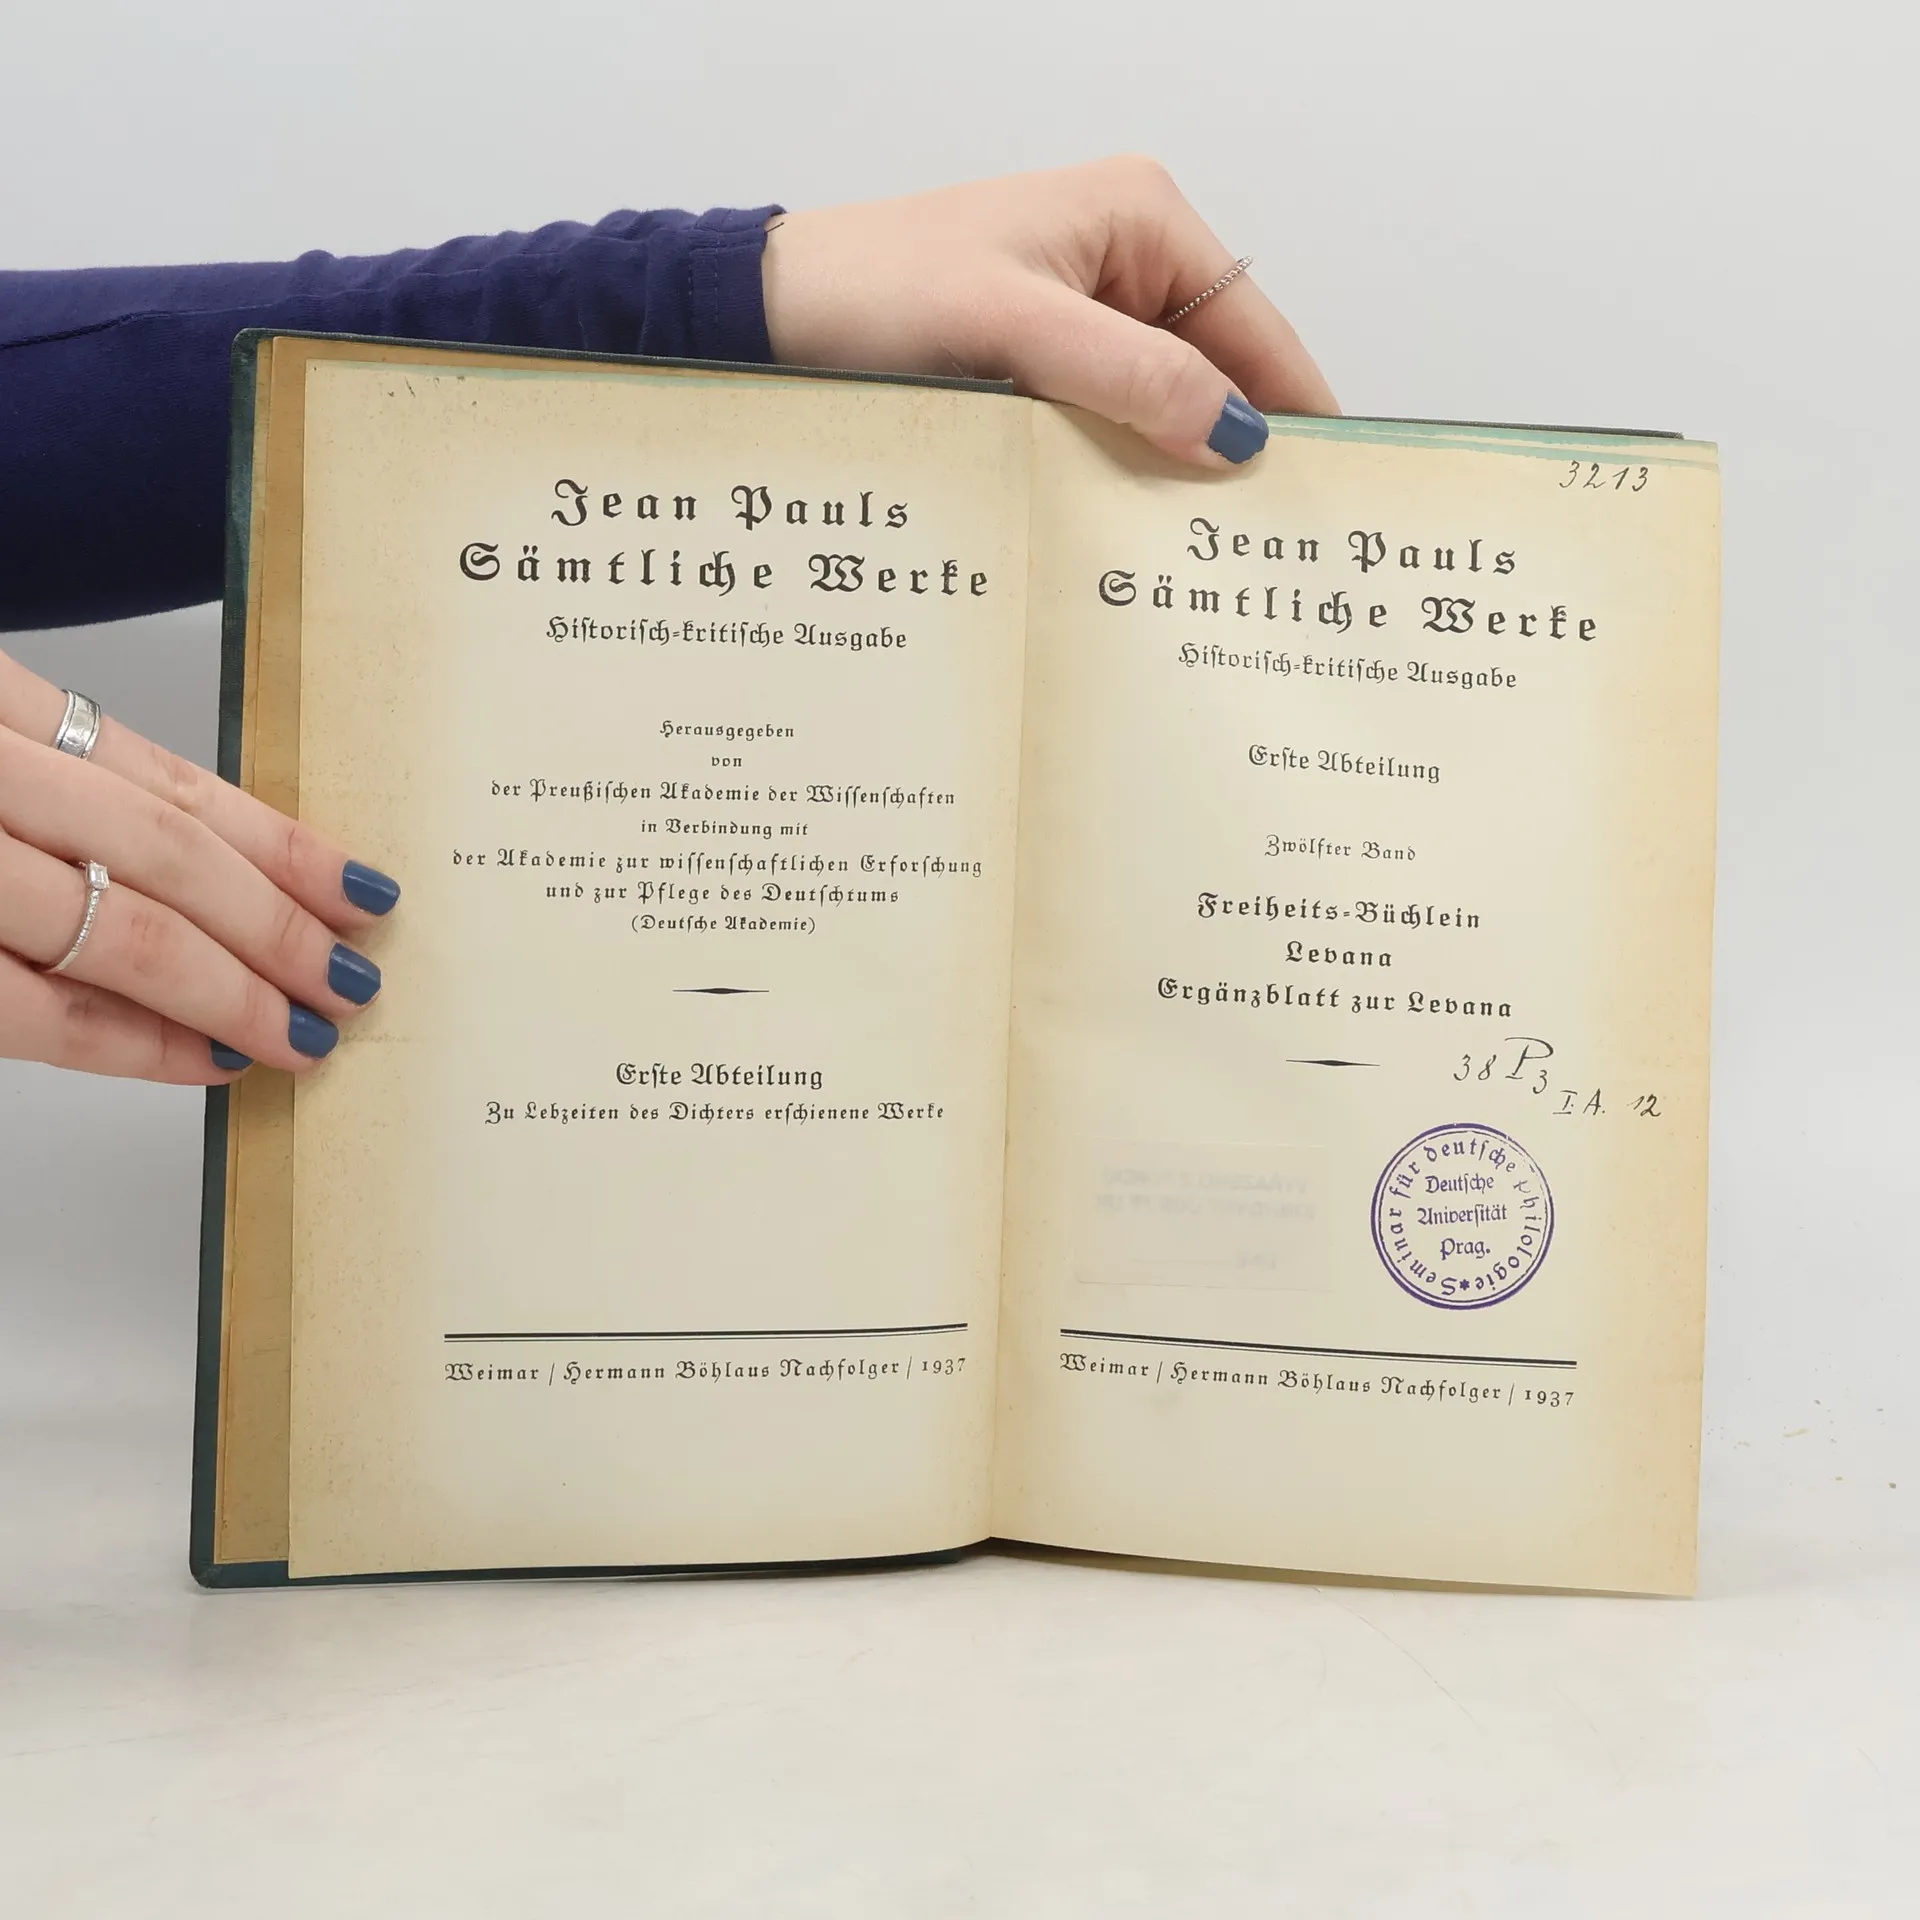 Jean Pauls
Sämtliche Werke
Historisch-kritische Ausgabe
Herausgegeben
von
der Preußischen Akademie der Wissenschaften
in Verbindung mit
der Akademie zur wissenschaftlichen Erforschung
und zur Pflege des Deutschtums
(Deutsche Akademie)
Erste Abteilung
Zu Lebzeiten des Dichters erschienene Werke
Weimar / Hermann Böhlaus Nachfolger / 1937
3213
Jean Pauls
Sämtliche Werke
Historisch-kritische Ausgabe
Erste Abteilung
Zwölfter Band
Freiheits-Büchlein
Levana
Ergänzblatt zur Levana
38 P3
I. A. 12
Seminar für deutsche Philologie
Deutsche
Universität
Prag.
Weimar / Hermann Böhlaus Nachfolger / 1937